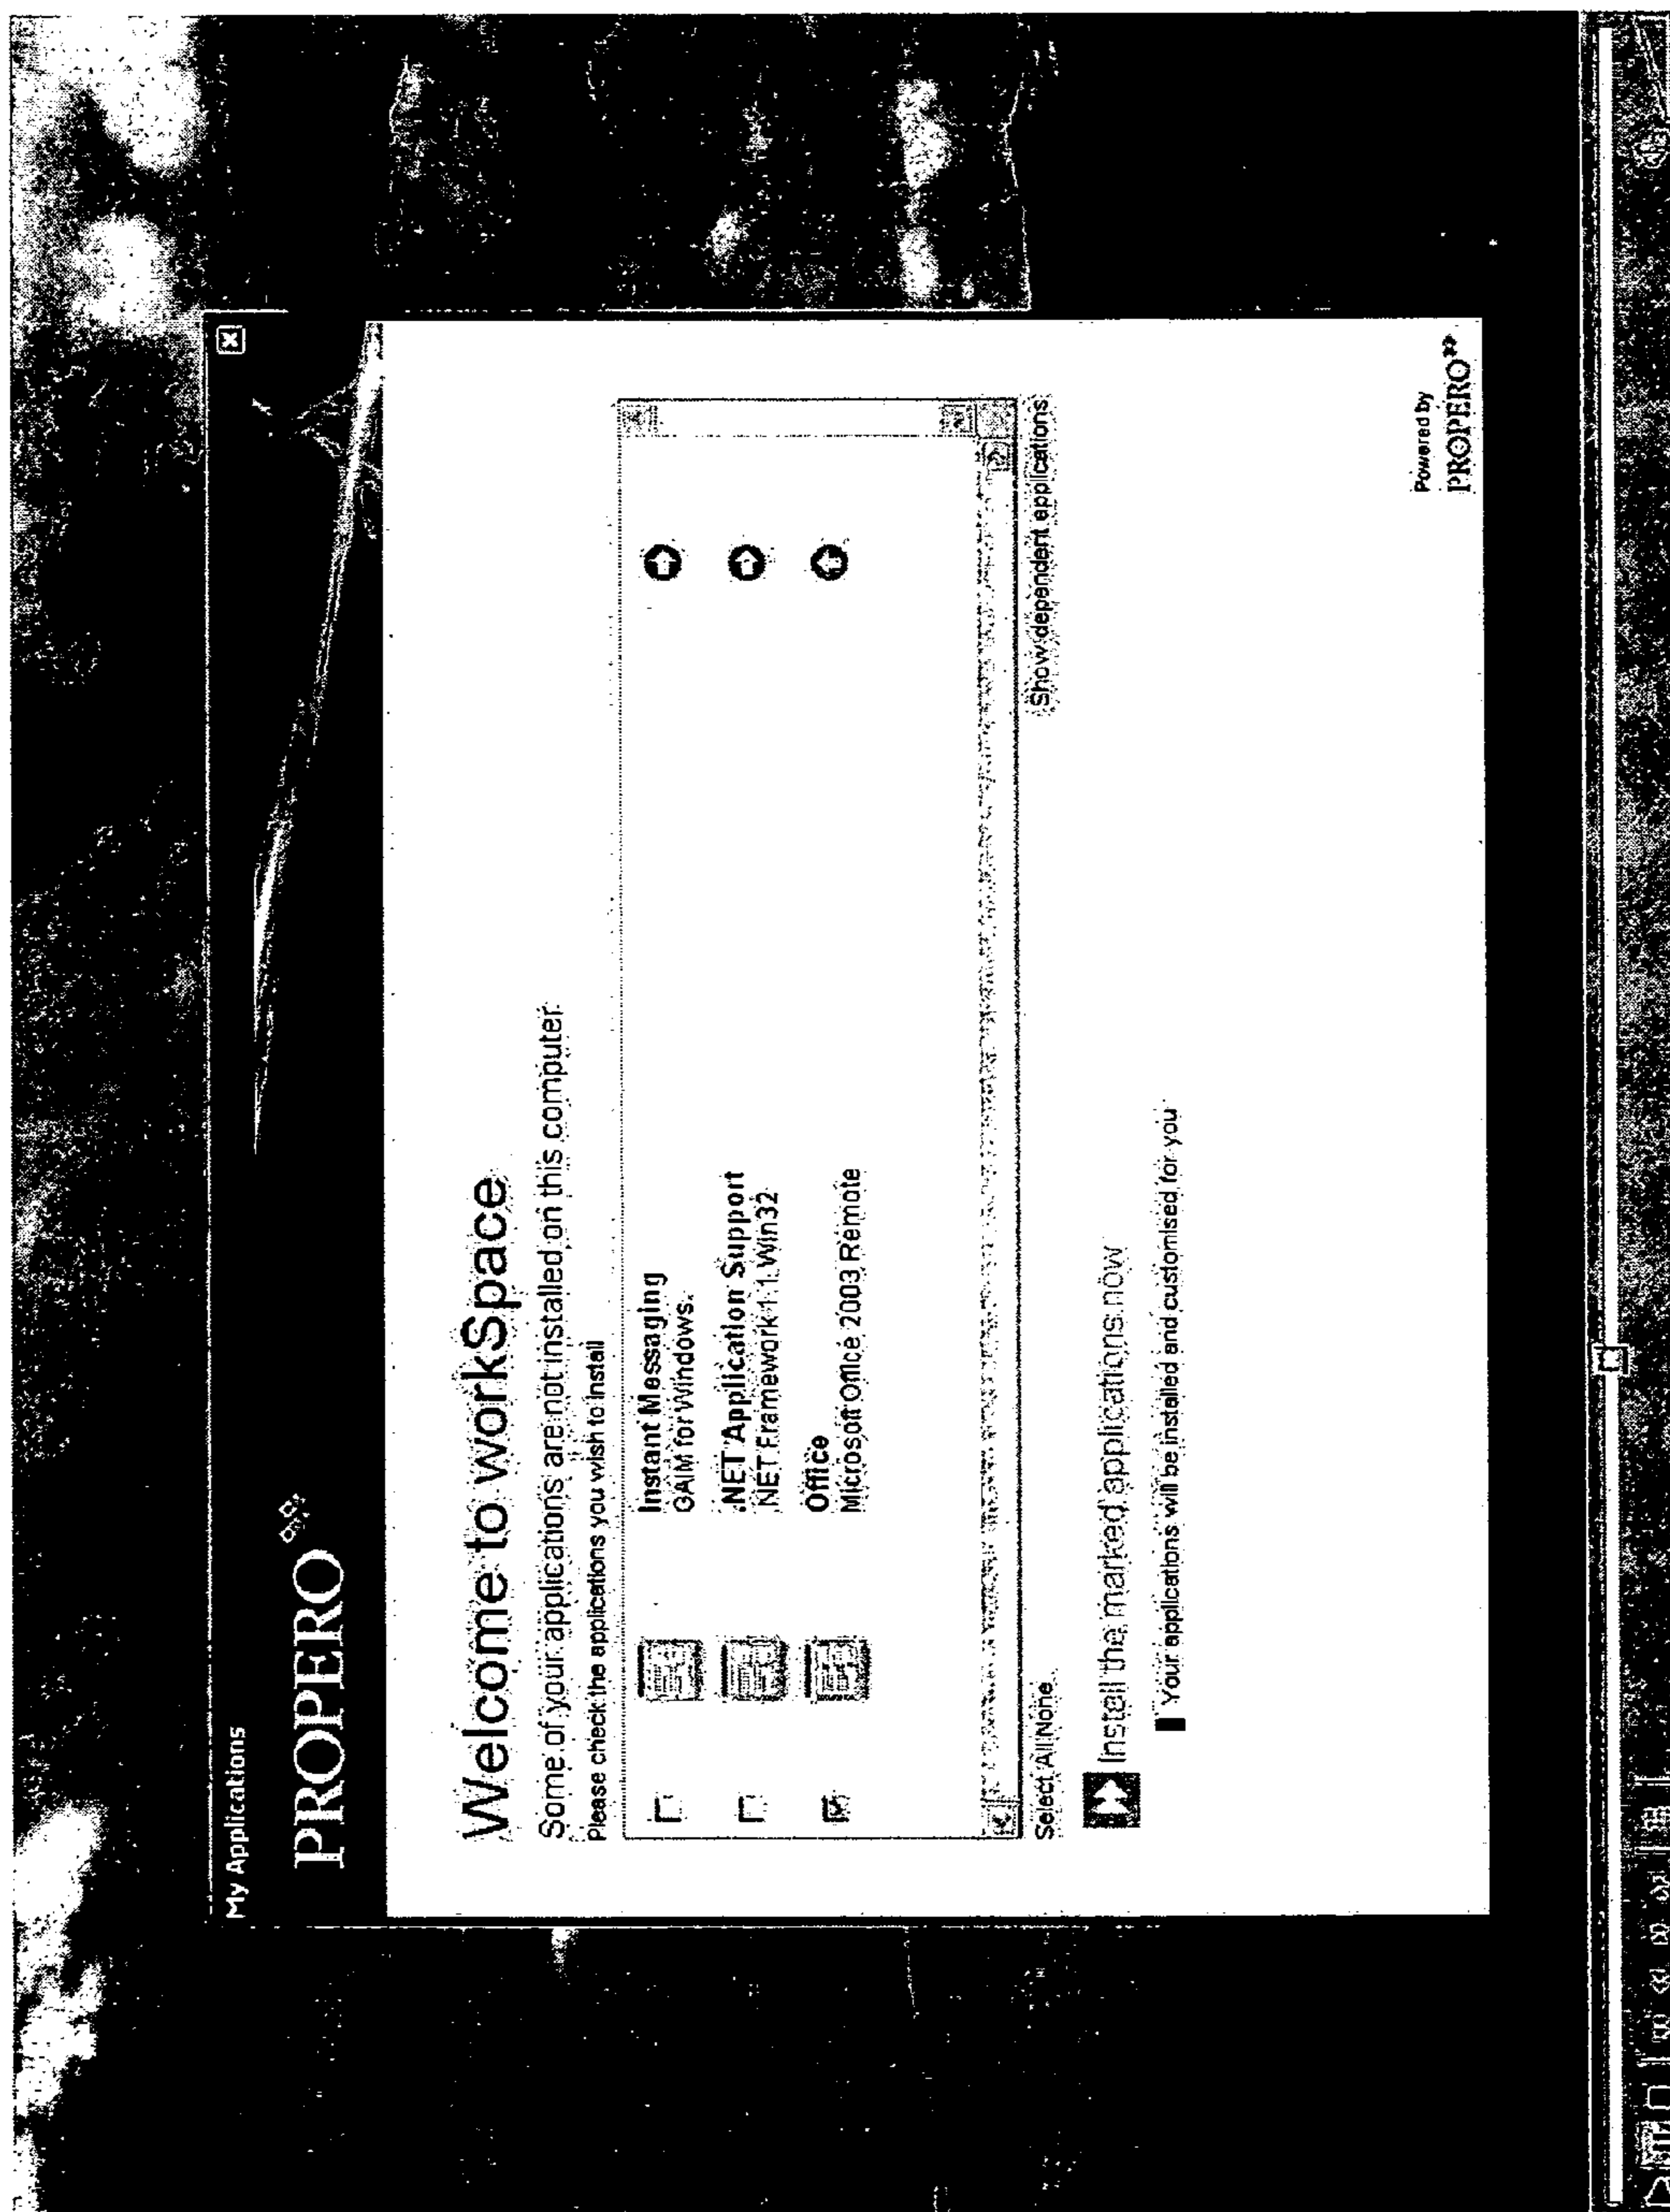 My Applications
PROPERO
Welcome to workSpace
Some of your applications are not installed on this computer
Please check the applications you wish to install
Instant Messaging
GAIM for Windows
.NET Application Support
.NET Framework 1.1 Win32
Office
Microsoft Office 2003 Remote
Select All None
Show dependent applications
Install the marked applications now
Your applications will be installed and customised for you
Powered by
PROPERO